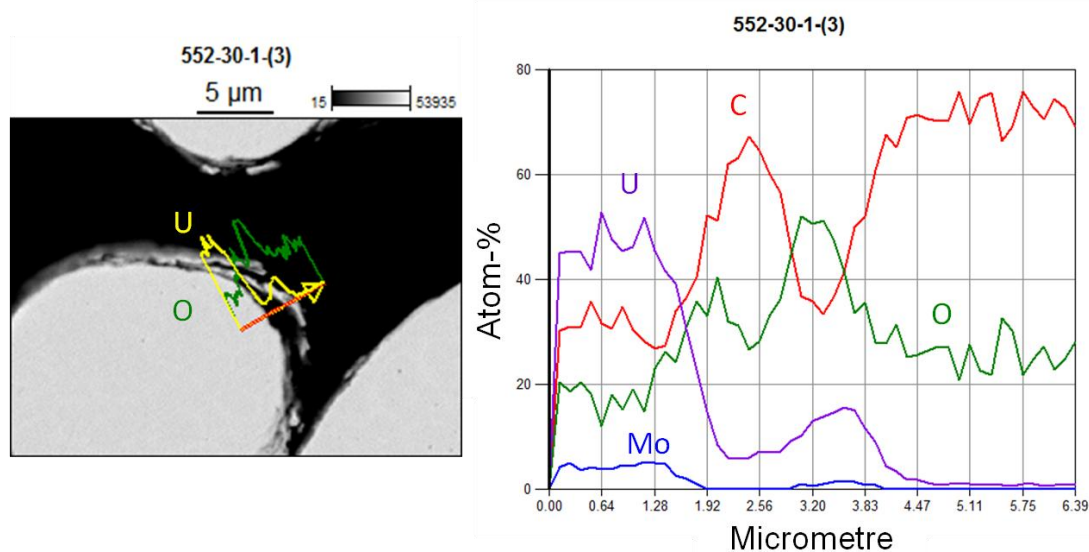 552-30-1-(3)
5 µm
15 53935
U
O
552-30-1-(3)
80
60
40
20
0
Atom-%
C
U
O
Mo
0.00 0.64 1.28 1.92 2.56 3.20 3.83 4.47 5.11 5.75 6.39
Micrometre